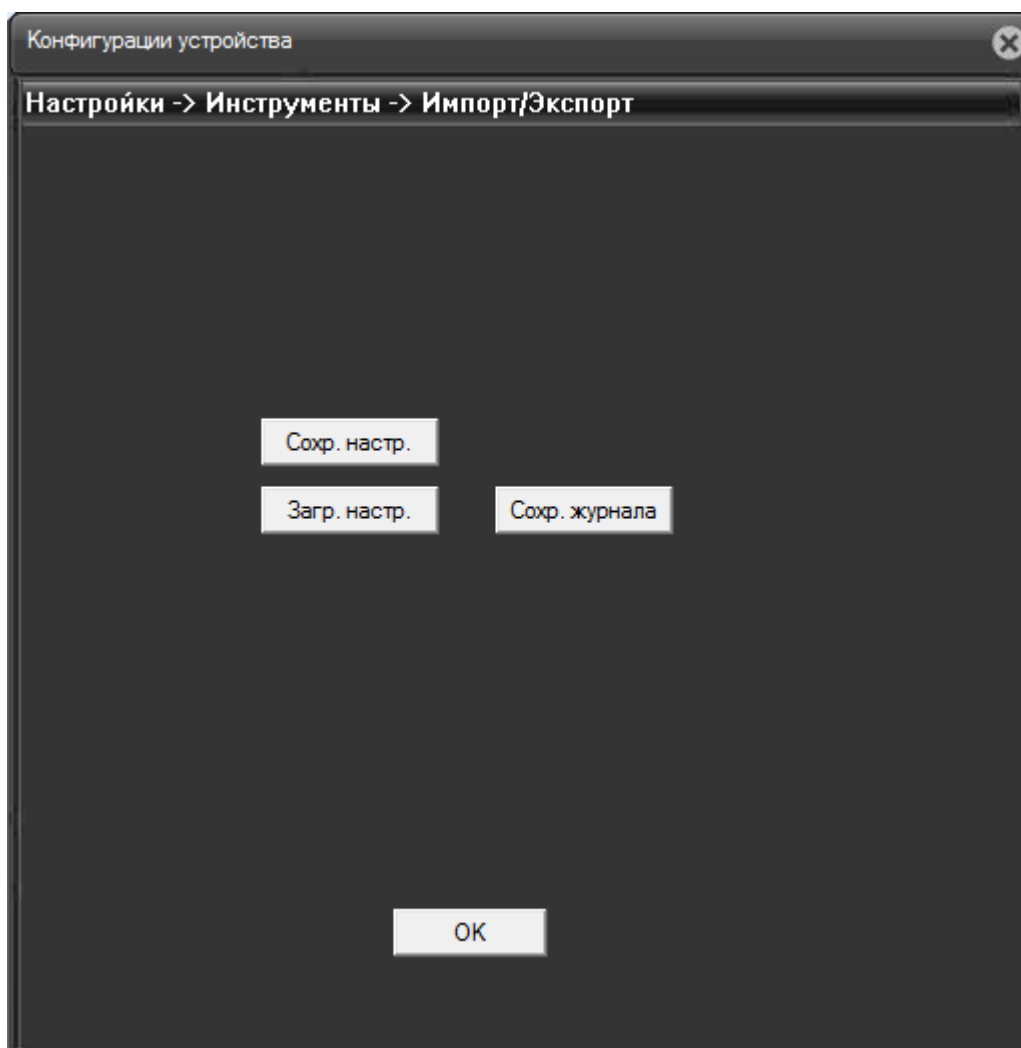 Конфигурации устройства
Настройки -> Инструменты -> Импорт/Экспорт
Сохр. настр.
Загр. настр. Сохр. журнала
OK